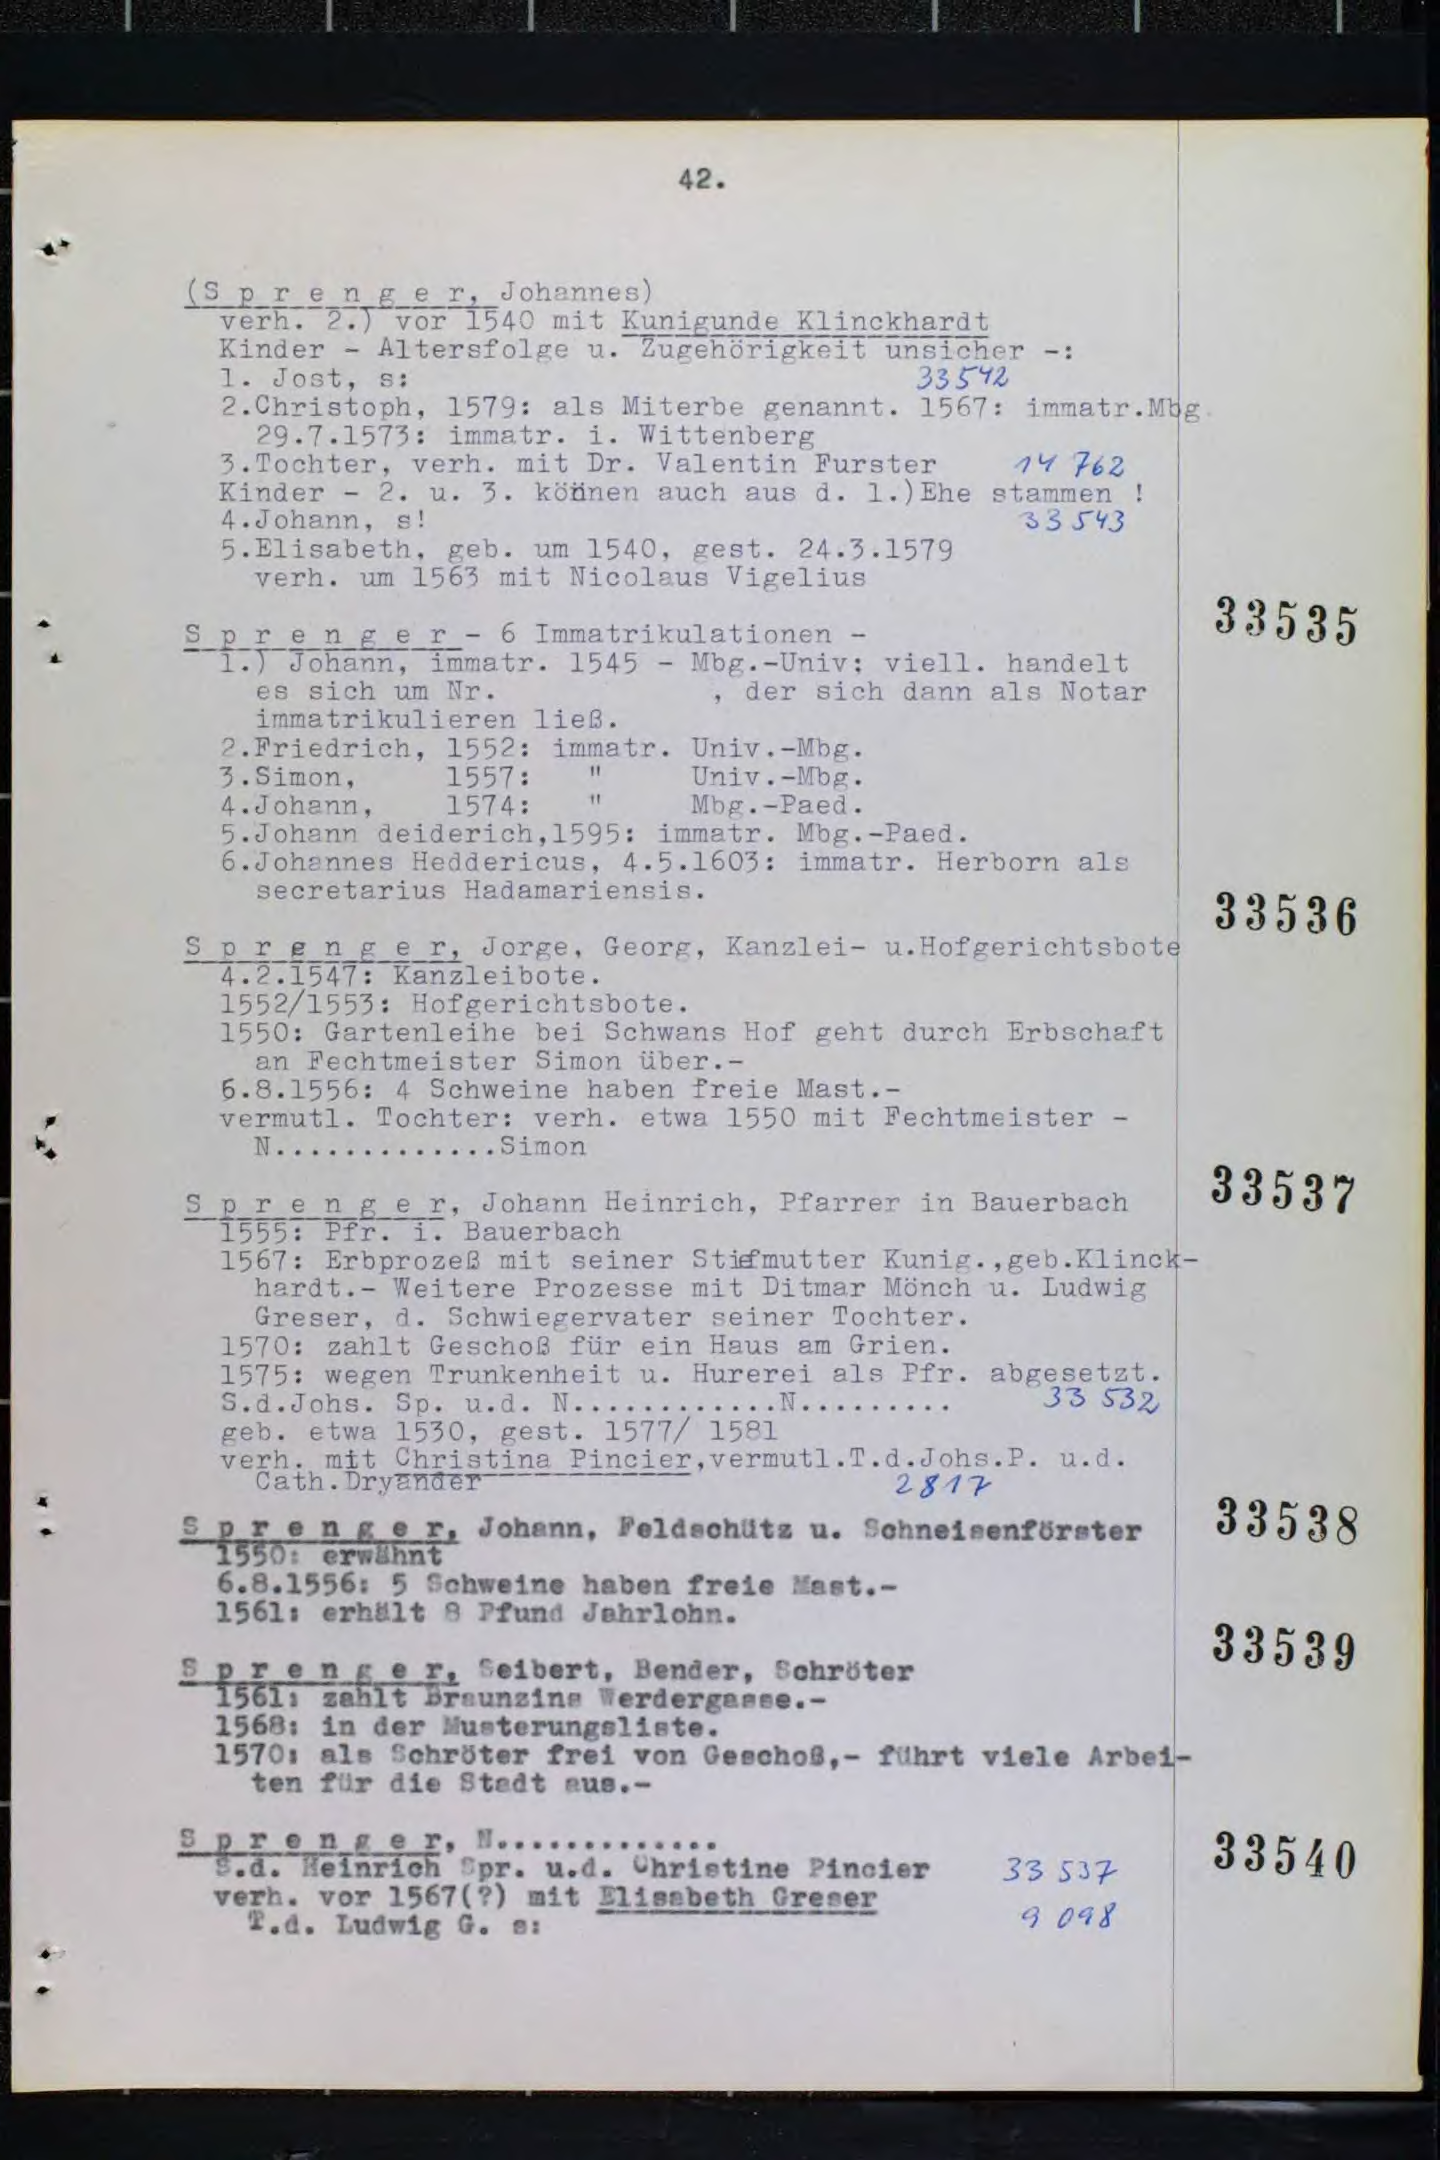 42.
(S p r e n g e r, Johannes)
verh. 2.) vor 1540 mit Kunigunde Klinckhardt
Kinder - Altersfolge u. Zugehörigkeit unsicher -:
1. Jost, s: 33542
2.Christoph, 1579: als Miterbe genannt. 1567: immatr.Mbg.
29.7.1573: immatr. i. Wittenberg
3.Tochter, verh. mit Dr. Valentin Furster 14 762
Kinder - 2. u. 3. können auch aus d. 1.)Ehe stammen !
4.Johann, s! 33543
5.Elisabeth, geb. um 1540, gest. 24.3.1579
verh. um 1563 mit Nicolaus Vigelius
33535
S p r e n g e r - 6 Immatrikulationen -
1.) Johann, immatr. 1545 - Mbg.-Univ; viell. handelt
es sich um Nr. , der sich dann als Notar
immatrikulieren ließ.
2.Friedrich, 1552: immatr. Univ.-Mbg.
3.Simon, 1557: " Univ.-Mbg.
4.Johann, 1574: " Mbg.-Paed.
5.Johann deiderich,1595: immatr. Mbg.-Paed.
6.Johannes Heddericus, 4.5.1603: immatr. Herborn als
secretarius Hadamariensis.
33536
S p r e n g e r, Jorge, Georg, Kanzlei- u.Hofgerichtsbote
4.2.1547: Kanzleibote.
1552/1553: Hofgerichtsbote.
1550: Gartenleihe bei Schwans Hof geht durch Erbschaft
an Fechtmeister Simon über.-
6.8.1556: 4 Schweine haben freie Mast.-
vermutl. Tochter: verh. etwa 1550 mit Fechtmeister -
N.............Simon
33537
S p r e n g e r, Johann Heinrich, Pfarrer in Bauerbach
1555: Pfr. i. Bauerbach
1567: Erbprozeß mit seiner Stiefmutter Kunig.,geb.Klinck-
hardt.- Weitere Prozesse mit Ditmar Mönch u. Ludwig
Greser, d. Schwiegervater seiner Tochter.
1570: zahlt Geschoß für ein Haus am Grien.
1575: wegen Trunkenheit u. Hurerei als Pfr. abgesetzt.
S.d.Johs. Sp. u.d. N............N......... 33 532
geb. etwa 1530, gest. 1577/ 1581
verh. mit Christina Pincier,vermutl.T.d.Johs.P. u.d.
Cath.Dryander 2817
33538
S p r e n g e r, Johann, Feldschütz u. Schneisenförster
1550: erwähnt
6.8.1556: 5 Schweine haben freie Mast.-
1561: erhält 8 Pfund Jahrlohn.
33539
S p r e n g e r, Seibert, Bender, Schröter
1561: zahlt Braunzins Werdergasse.-
1568: in der Musterungsliste.
1570: als Schröter frei von Geschoß,- führt viele Arbei-
ten für die Stadt aus.-
33540
S p r e n g e r, N.............
S.d. Heinrich Spr. u.d. Christine Pincier 33 537
verh. vor 1567(?) mit Elisabeth Greser
T.d. Ludwig G. s: 9 098